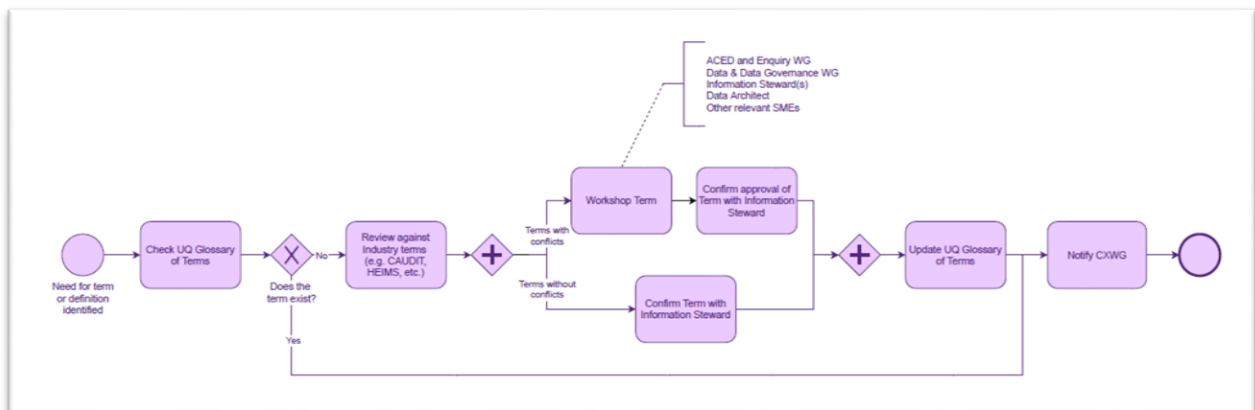 ACED and Enquiry WG
Data & Data Governance WG
Information Steward(s)
Data Architect
Other relevant SMEs
Workshop Term
Confirm approval of
Term with Information
Steward
Need for term
or definition
identified
Check UQ Glossary
of Terms
X
Does the
term exist?
No
Yes
Review against
Industry terms
(e.g. CAUDIT,
HEIMS, etc.)
Terms with
conflicts
Terms without
conflicts
Confirm Term with
Information Steward
Update UQ Glossary
of Terms
Notify CXWG